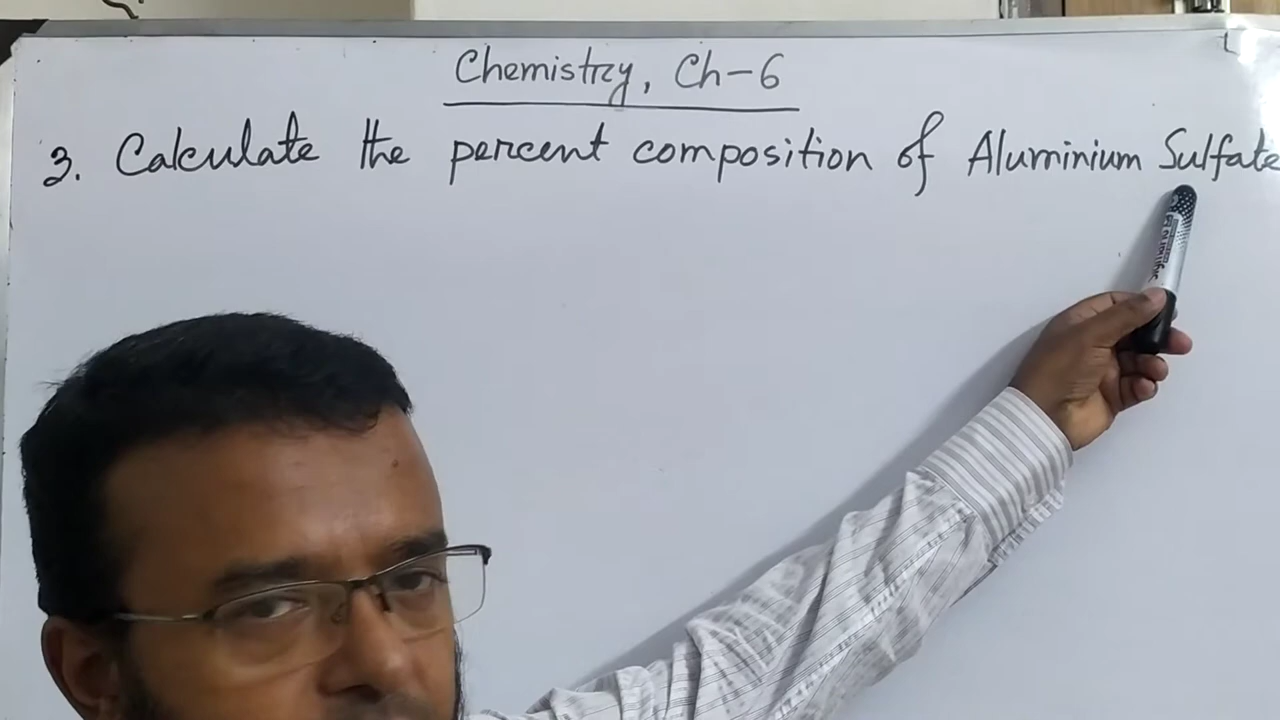 Chemistry, Ch-6
3. Calculate the percent composition of Aluminium Sulfate